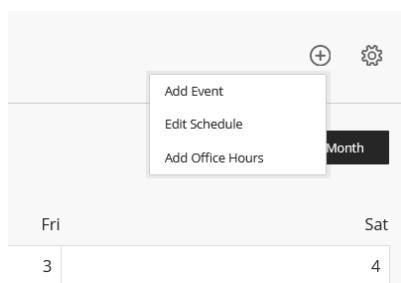 Add Event
Edit Schedule
Add Office Hours
Month
Fri
Sat
3
4